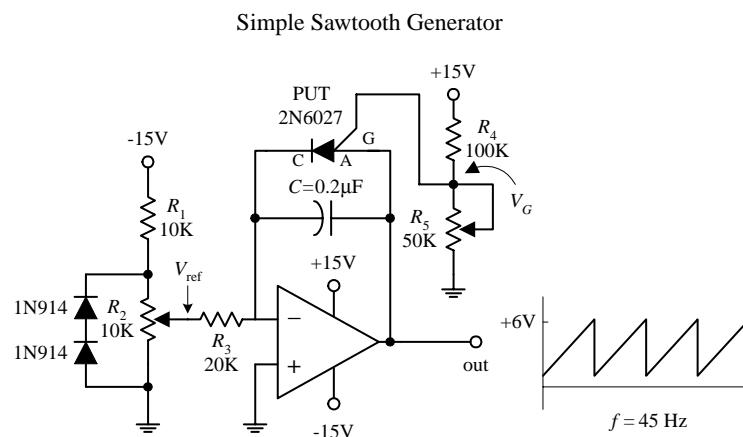 Simple Sawtooth Generator
+15V
PUT
2N6027
-15V
G
C
A
R4
100K
C=0.2µF
R1
10K
VG
R5
50K
Vref
+15V
1N914
R2
10K
1N914
R3
20K
−
+
out
-15V
+6V
f = 45 Hz